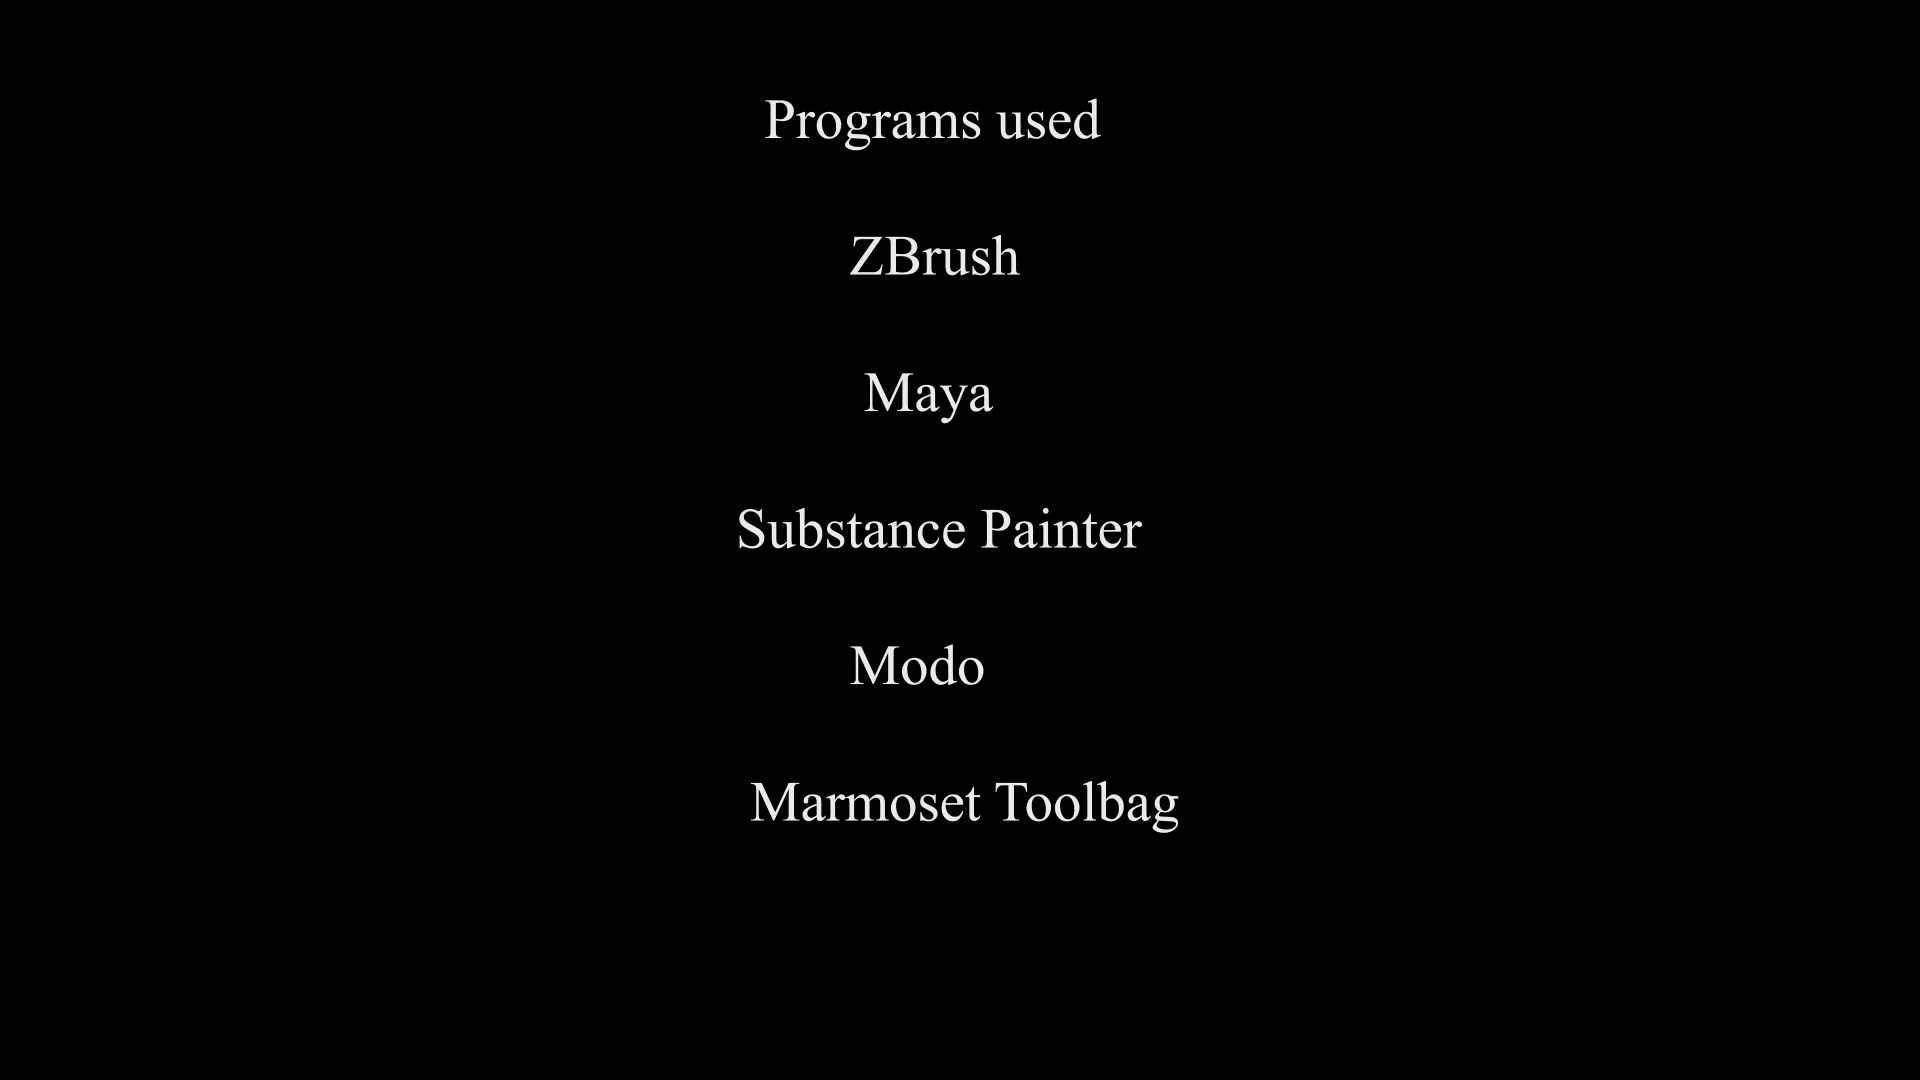 Programs used
ZBrush
Maya
Substance Painter
Modo
Marmoset Toolbag